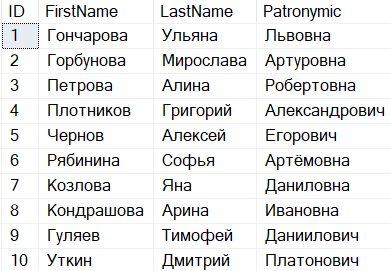 ID FirstName LastName Patronymic
1 Гончарова Ульяна Львовна
2 Горбунова Мирослава Артуровна
3 Петрова Алина Робертовна
4 Плотников Григорий Александрович
5 Чернов Алексей Егорович
6 Рябинина Софья Артёмовна
7 Козлова Яна Даниловна
8 Кондрашова Арина Ивановна
9 Гуляев Тимофей Даниилович
10 Уткин Дмитрий Платонович